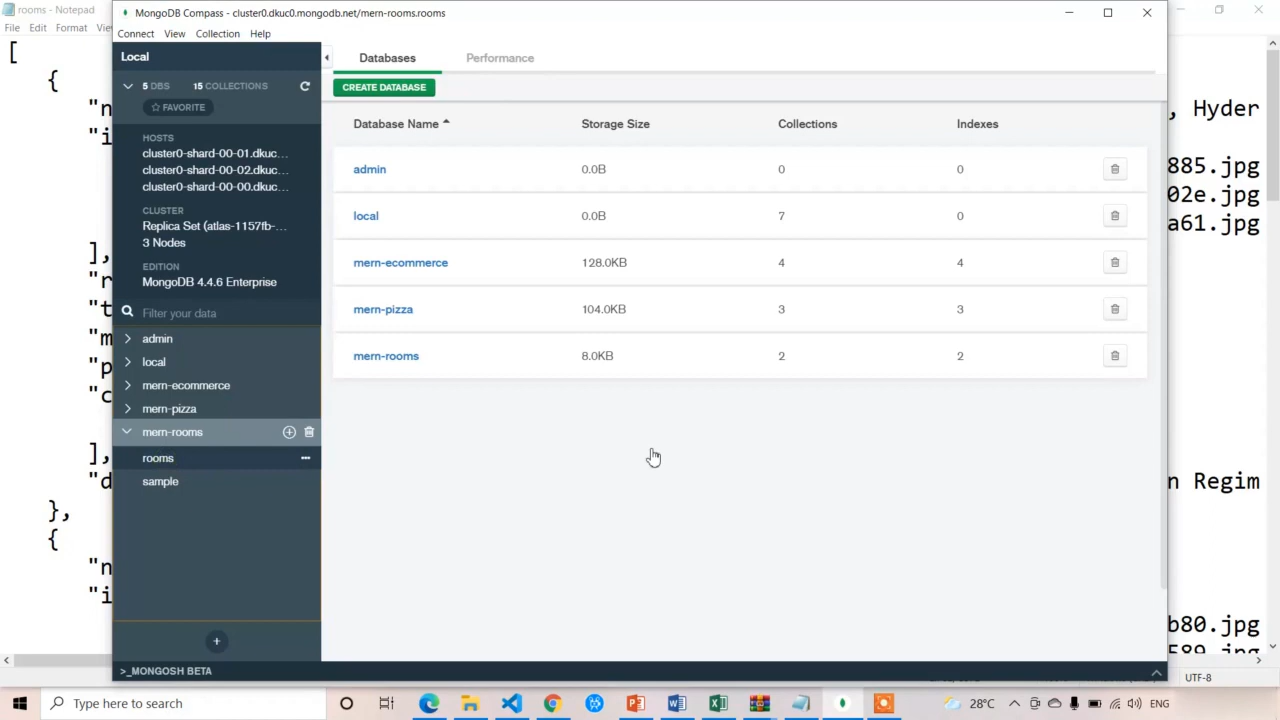 rooms - Notepad
File Edit Format Vie
[
{
"n
"i
],
"r
"t
"m
"p
"c
],
"d
},
{
"n
"i
MongoDB Compass - cluster0.dkuc0.mongodb.net/mern-rooms.rooms
Connect View Collection Help
Local
5 DBS 15 COLLECTIONS
FAVORITE
HOSTS
cluster0-shard-00-01.dkuc...
cluster0-shard-00-02.dkuc...
cluster0-shard-00-00.dkuc...
CLUSTER
Replica Set (atlas-1157fb-...
3 Nodes
EDITION
MongoDB 4.4.6 Enterprise
Filter your data
admin
local
mern-ecommerce
mern-pizza
mern-rooms
rooms
sample
>_MONGOSH BETA
Databases Performance
CREATE DATABASE
Database Name Storage Size Collections Indexes
admin 0.0B 0 0
local 0.0B 7 0
mern-ecommerce 128.0KB 4 4
mern-pizza 104.0KB 3 3
mern-rooms 8.0KB 2 2
, Hyder
885.jpg
02e.jpg
a61.jpg
n Regim
b80.jpg
UTF-8
Type here to search
28°C ENG